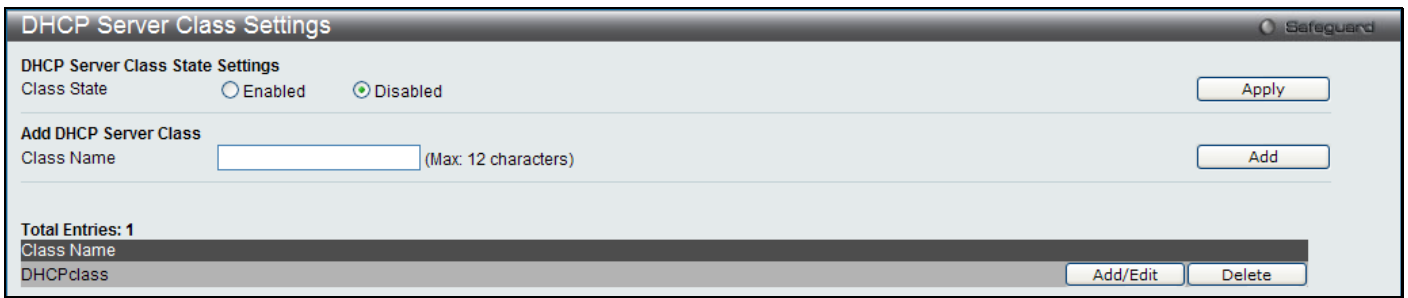 DHCP Server Class Settings
Safeguard
DHCP Server Class State Settings
Class State Enabled Disabled Apply
Add DHCP Server Class
Class Name (Max: 12 characters) Add
Total Entries: 1
Class Name
DHCPclass Add/Edit Delete